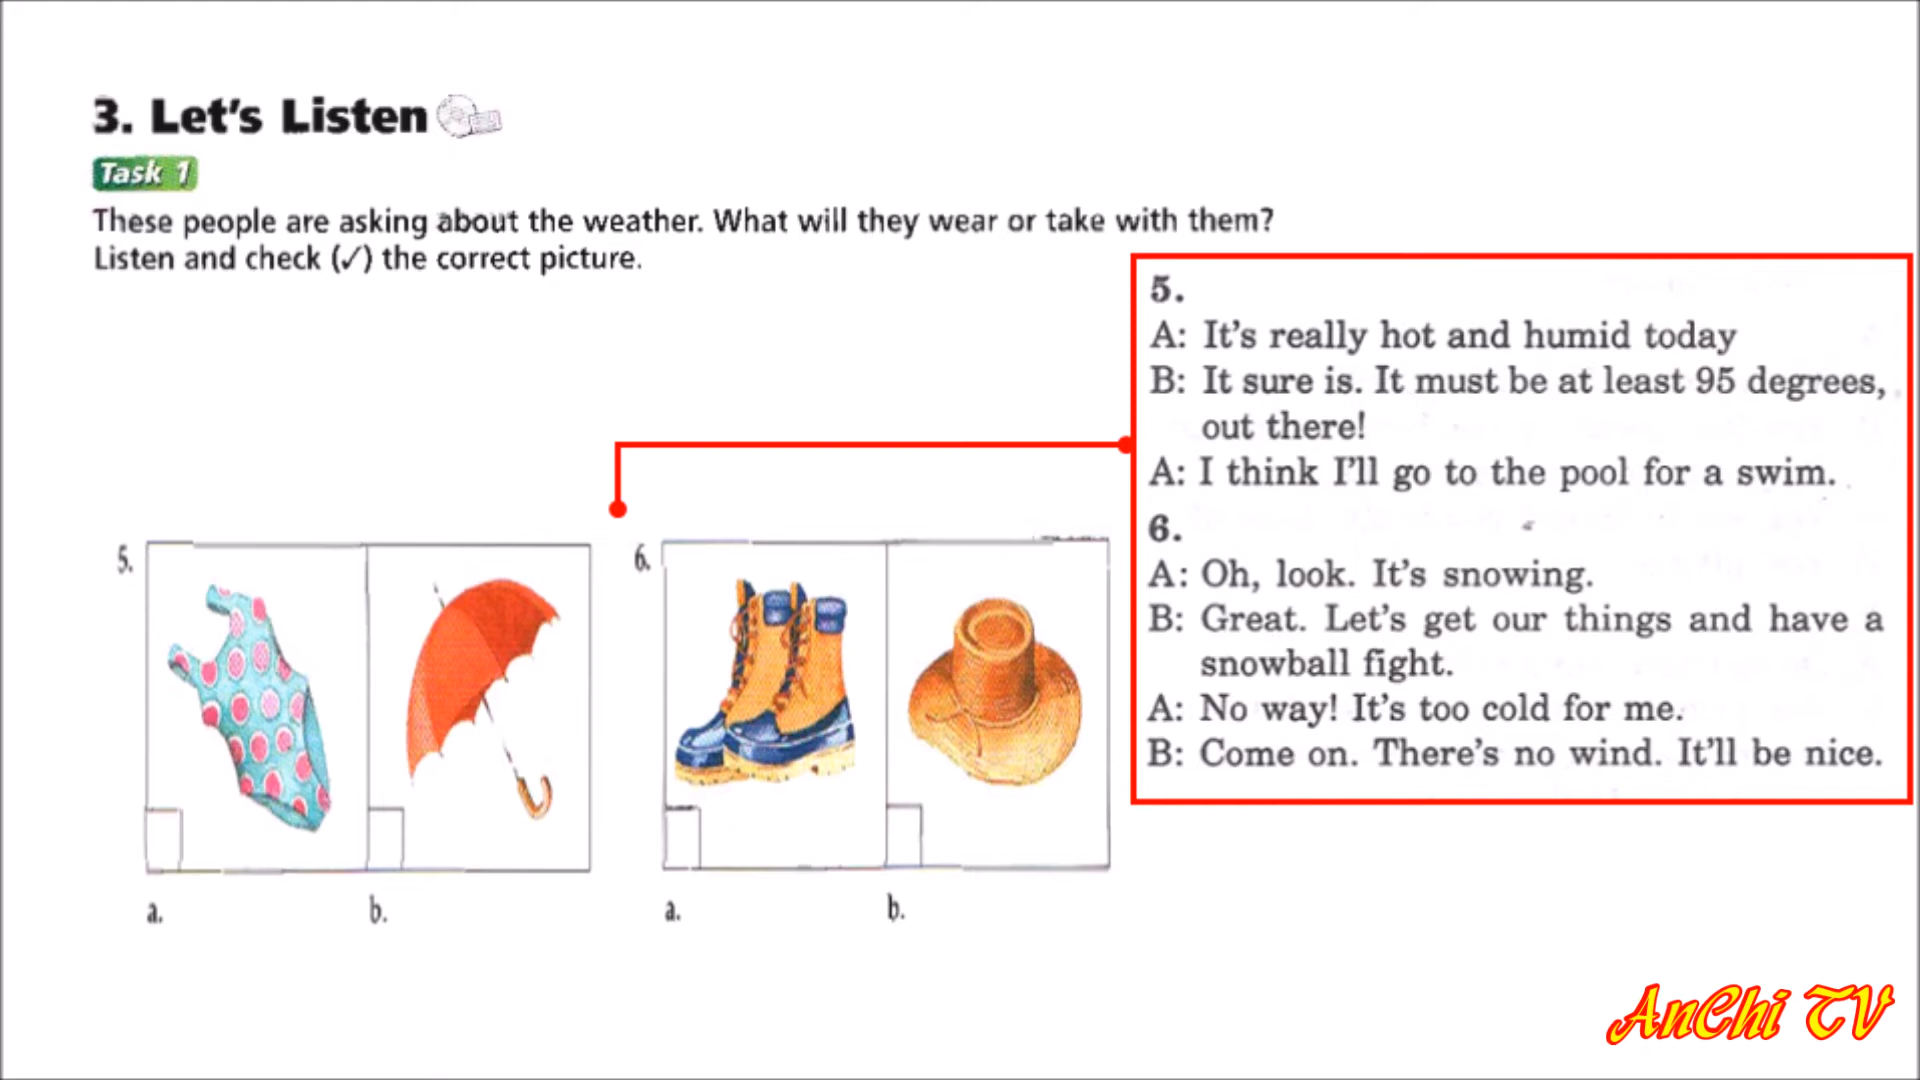 3. Let's Listen
Task 1
These people are asking about the weather. What will they wear or take with them?
Listen and check (✓) the correct picture.
5.
A: It's really hot and humid today
B: It sure is. It must be at least 95 degrees,
out there!
A: I think I'll go to the pool for a swim.
6.
A: Oh, look. It's snowing.
B: Great. Let's get our things and have a
snowball fight.
A: No way! It's too cold for me.
B: Come on. There's no wind. It'll be nice.
5.
a.
b.
6.
a.
b.
AnChi TV